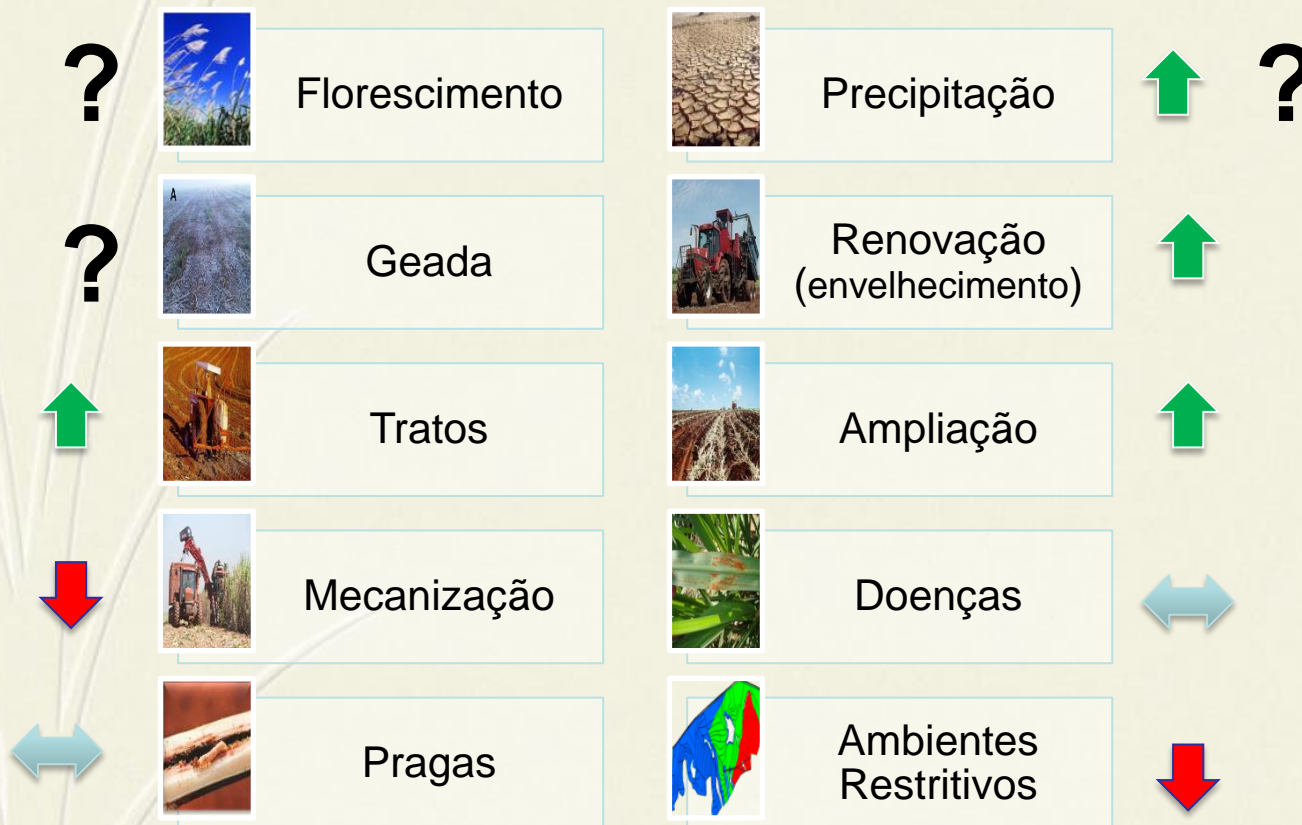 ?
Florescimento
Precipitação
?
A
?
Geada
Renovação
(envelhecimento)
Tratos
Ampliação
Mecanização
Doenças
Pragas
Ambientes
Restritivos